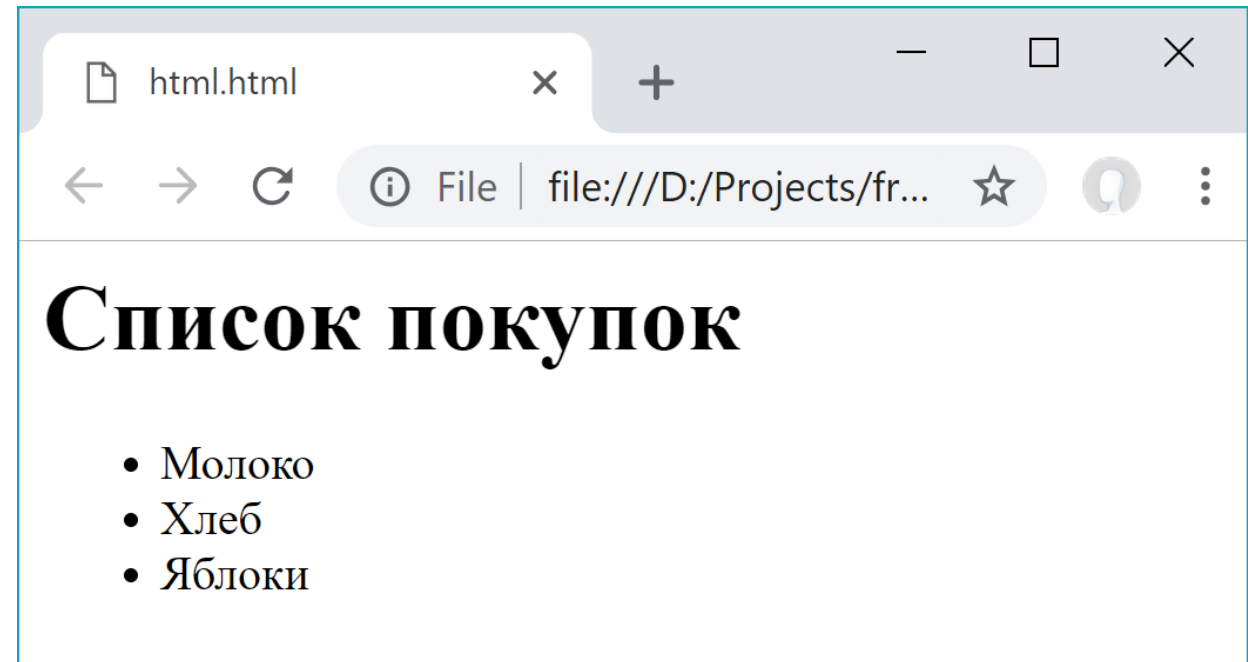 html.html
File file:///D:/Projects/fr...
Список покупок
Молоко
Хлеб
Яблоки